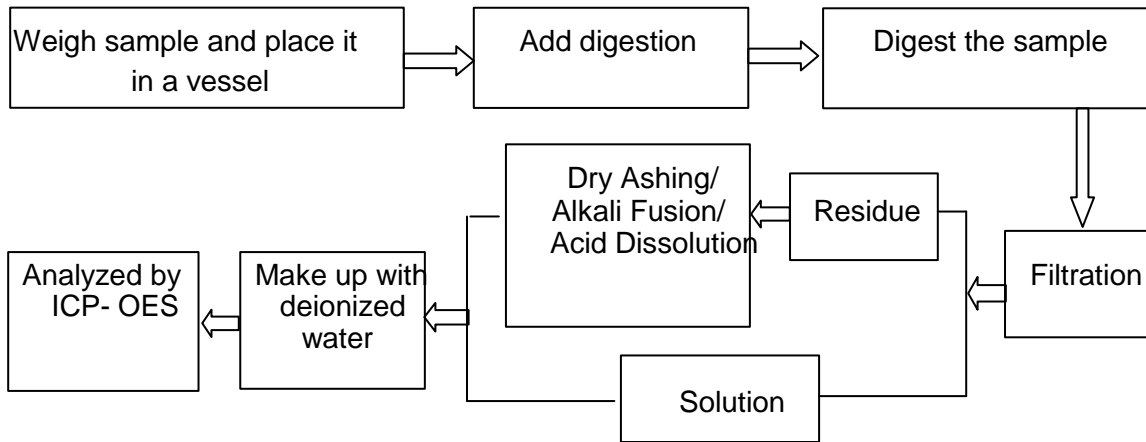 Weigh sample and place it
in a vessel
Add digestion
Digest the sample
Filtration
Residue
Dry Ashing/
Alkali Fusion/
Acid Dissolution
Solution
Make up with
deionized
water
Analyzed by
ICP- OES